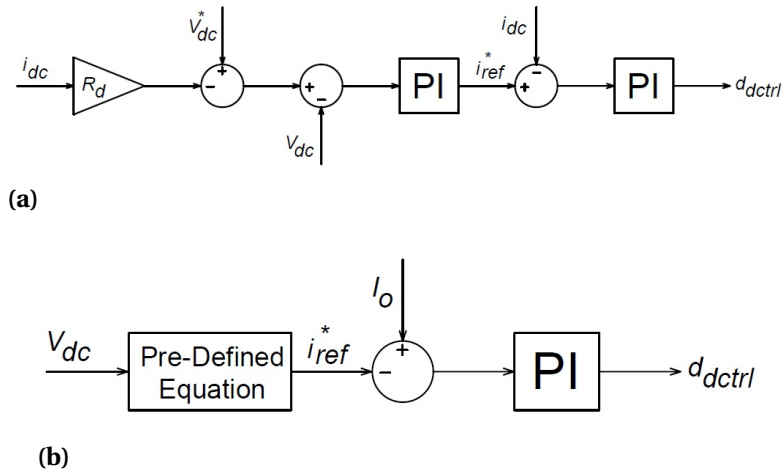 V*dc
idc
idc
Rd
PI
i*ref
PI
ddctrl
Vdc
(a)
Io
Vdc
Pre-Defined
Equation
i*ref
PI
ddctrl
(b)